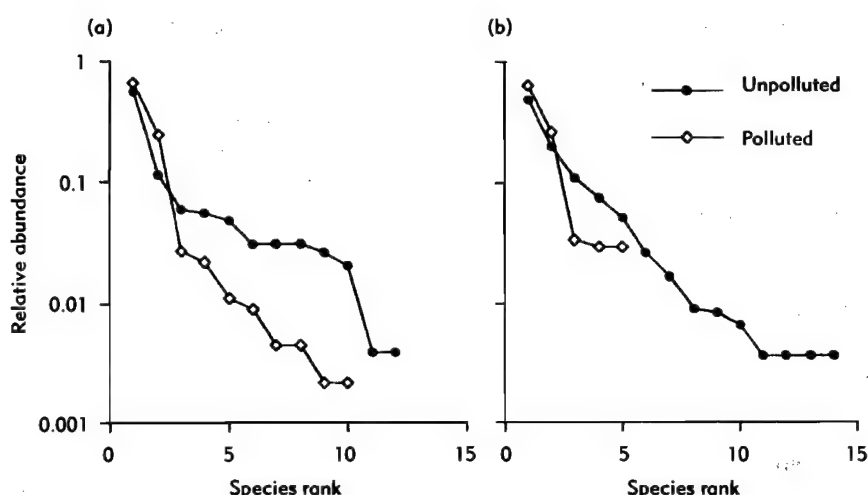 (a)
(b)
1
0.1
0.01
0.001
Relative abundance
0
5
10
15
Species rank
0
5
10
15
Species rank
Unpolluted
Polluted